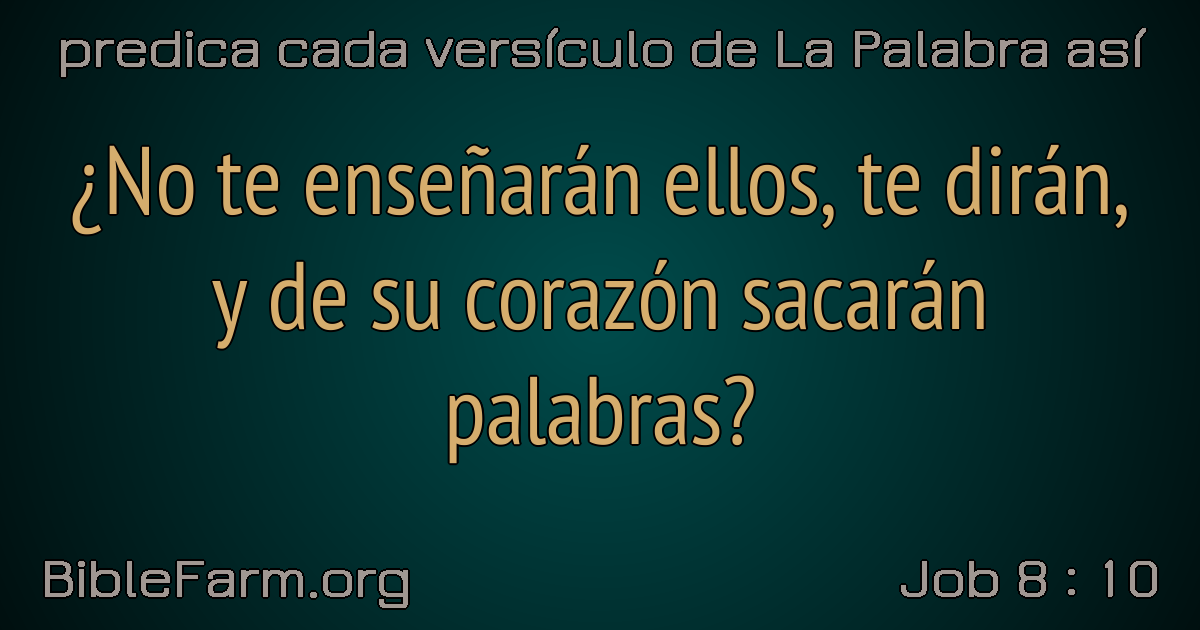 predica cada versículo de La Palabra así
¿No te enseñarán ellos, te dirán,
y de su corazón sacarán
palabras?
BibleFarm.org
Job 8 : 10